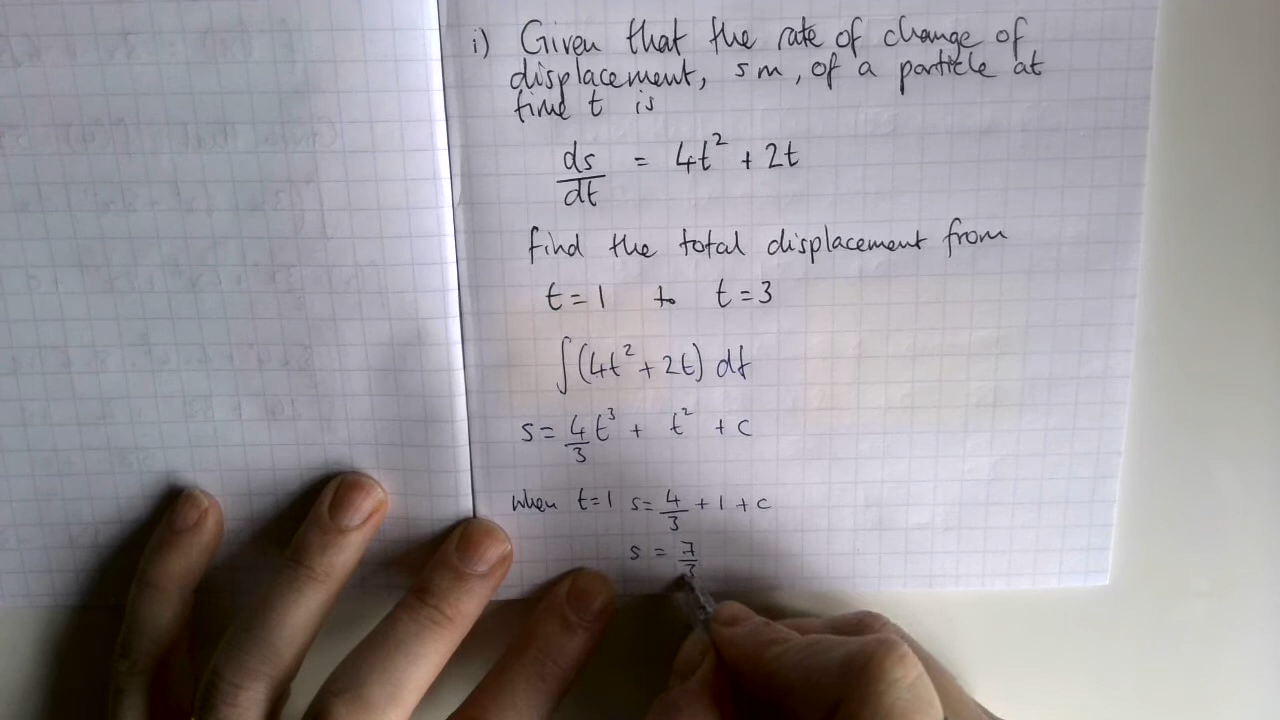 i) Given that the rate of change of
displacement, s m, of a particle at
time t is
ds/dt = 4t² + 2t
find the total displacement from
t = 1 to t = 3
∫(4t² + 2t) dt
s = 4/3 t³ + t² + c
when t=1 s = 4/3 + 1 + c
s = 7/3